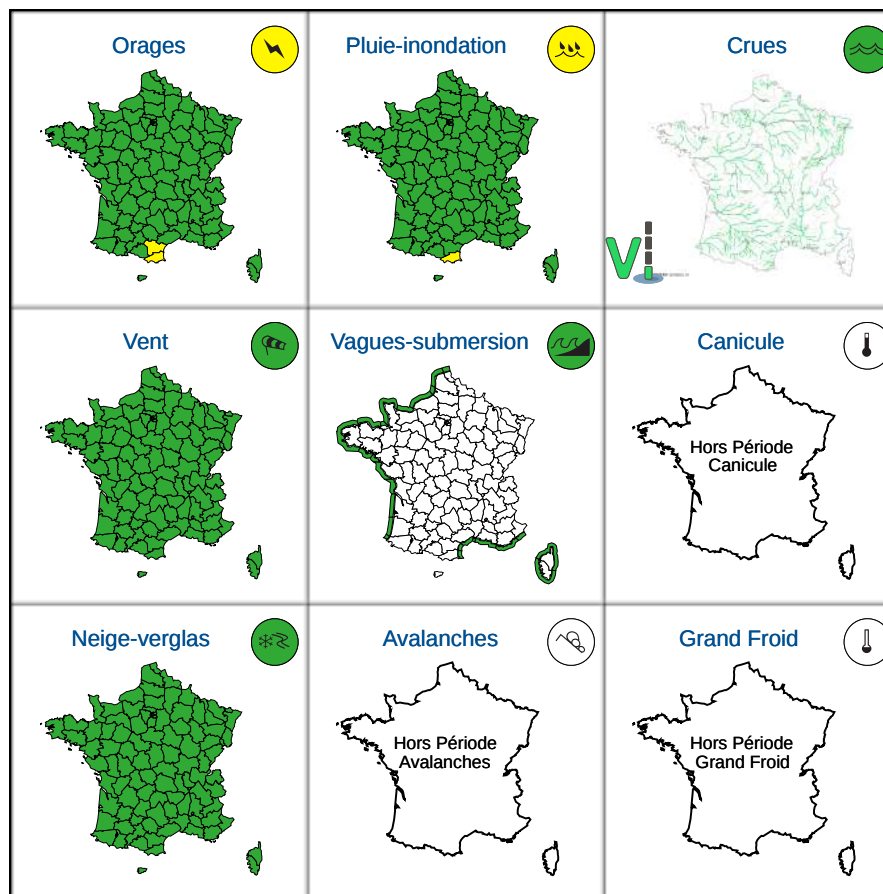 Orages
Pluie-inondation
Crues
Vent
Vagues-submersion
Canicule
Hors Période
Canicule
Neige-verglas
Avalanches
Grand Froid
Hors Période
Avalanches
Hors Période
Grand Froid